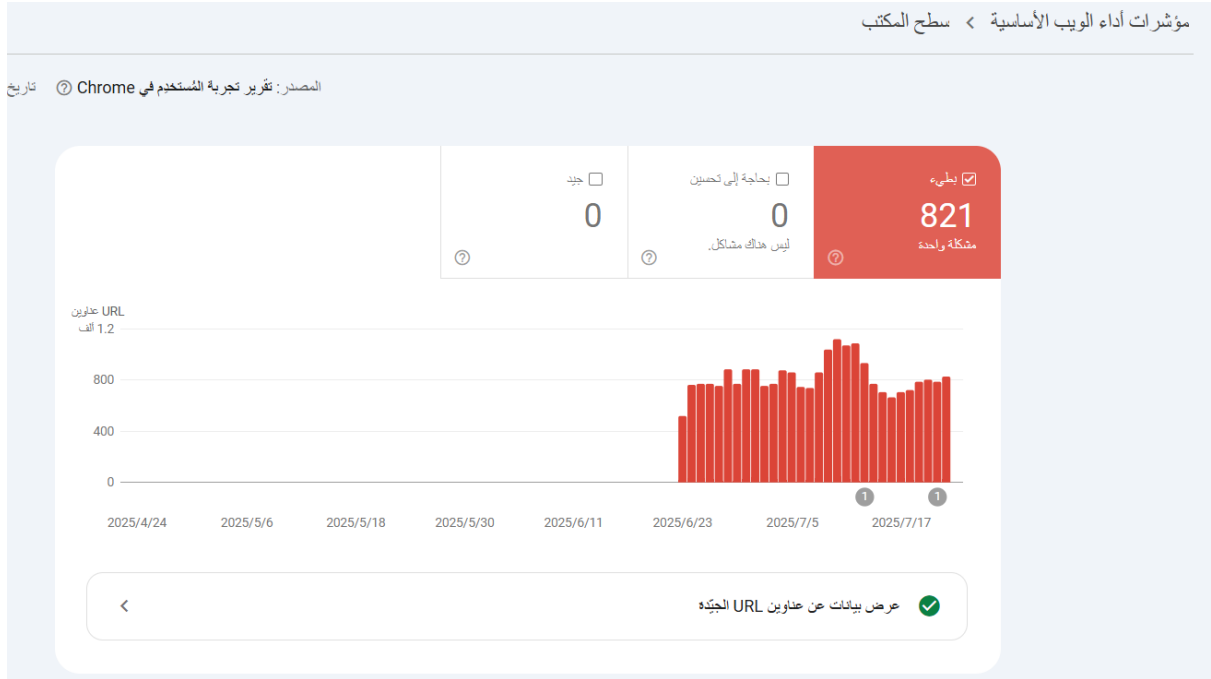 مؤشرات أداء الويب الأساسية > سطح المكتب
المصدر: تقرير تجربة المُستخدِم في Chrome تاريخ
بطيء
821
مشكلة واحدة
بحاجة إلى تحسين
0
ليس هناك مشاكل.
جيد
0
عناوين URL
1.2 ألف
800
400
0
1 1
2025/4/24 2025/5/6 2025/5/18 2025/5/30 2025/6/11 2025/6/23 2025/7/5 2025/7/17
عرض بيانات عن عناوين URL الجيّدة